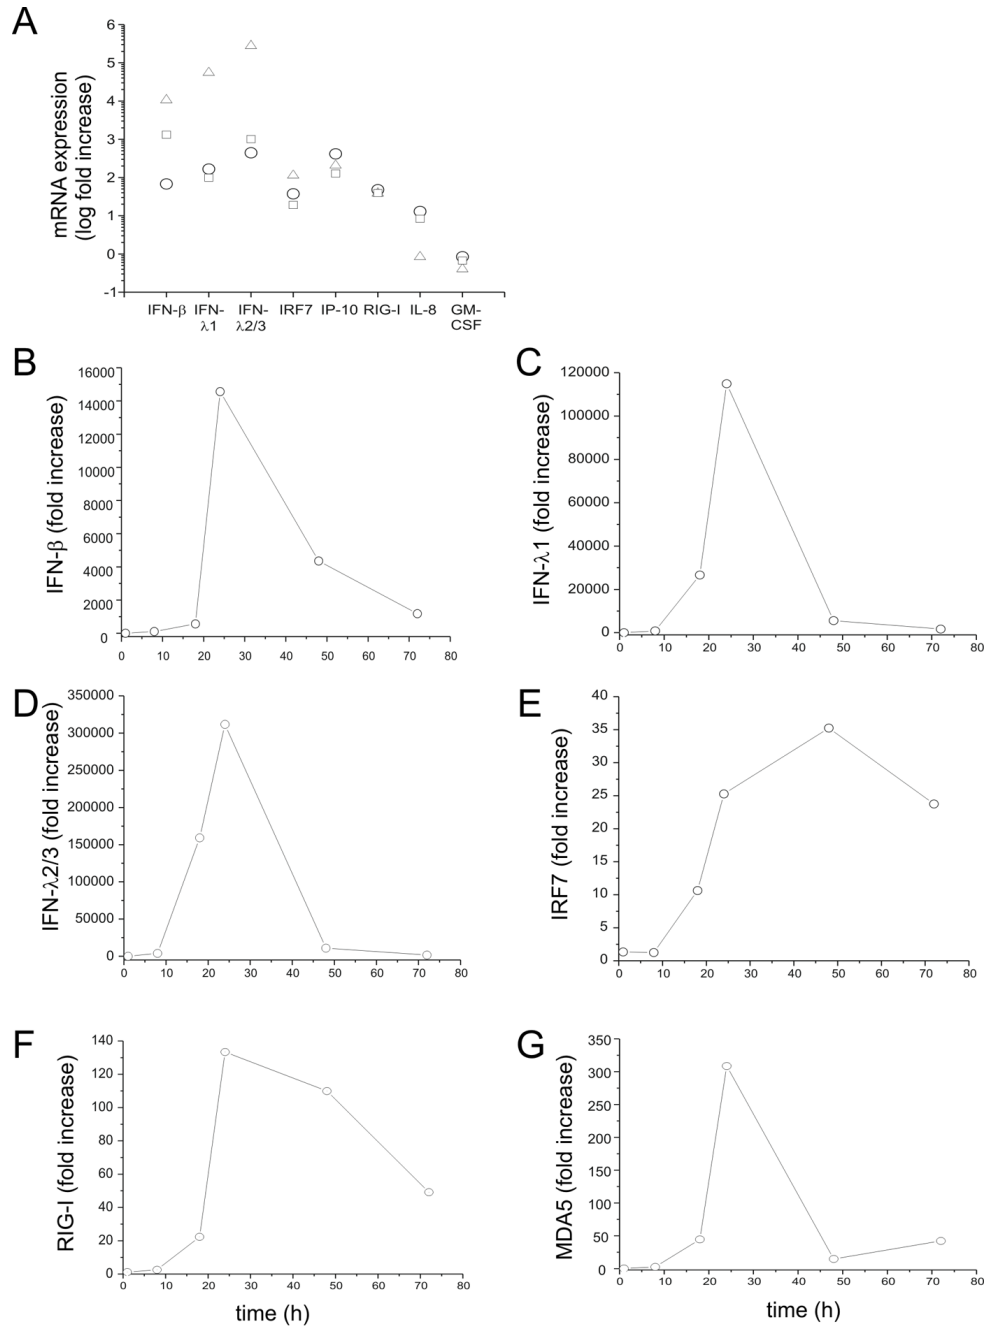 A
mRNA expression
(log fold increase)
6
5
4
3
2
1
0
-1
IFN-β IFN- IFN- IRF7 IP-10 RIG-I IL-8 GM-
λ1 λ2/3 CSF
B
IFN-β (fold increase)
16000
14000
12000
10000
8000
6000
4000
2000
0
0 10 20 30 40 50 60 70 80
C
IFN-λ1 (fold increase)
120000
100000
80000
60000
40000
20000
0
0 10 20 30 40 50 60 70 80
D
IFN-λ2/3 (fold increase)
350000
300000
250000
200000
150000
100000
50000
0
0 10 20 30 40 50 60 70 80
E
IRF7 (fold increase)
40
35
30
25
20
15
10
5
0
0 10 20 30 40 50 60 70 80
F
RIG-I (fold increase)
140
120
100
80
60
40
20
0
0 10 20 30 40 50 60 70 80
time (h)
G
MDA5 (fold increase)
350
300
250
200
150
100
50
0
0 10 20 30 40 50 60 70 80
time (h)